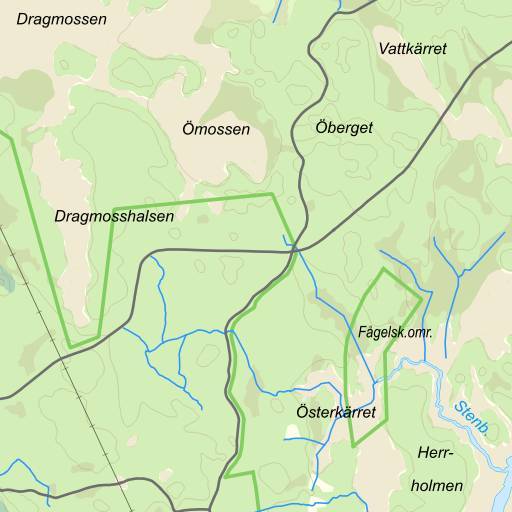 Dragmossen
Vattkärret
Ömossen
Öberget
Dragmosshalsen
Fågelsk.omr.
Österkärret
Stenb.
Herr-
holmen